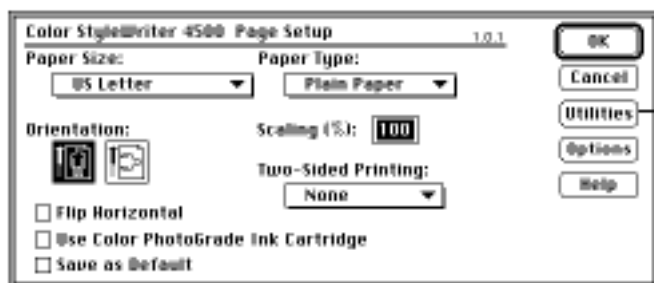 Color StyleWriter 4500 Page Setup
1.0.1
OK
Paper Size:
Paper Type:
US Letter
Plain Paper
Cancel
Utilities
Orientation:
Scaling (%): 100
Options
Two-Sided Printing:
None
Help
Flip Horizontal
Use Color PhotoGrade Ink Cartridge
Save as Default